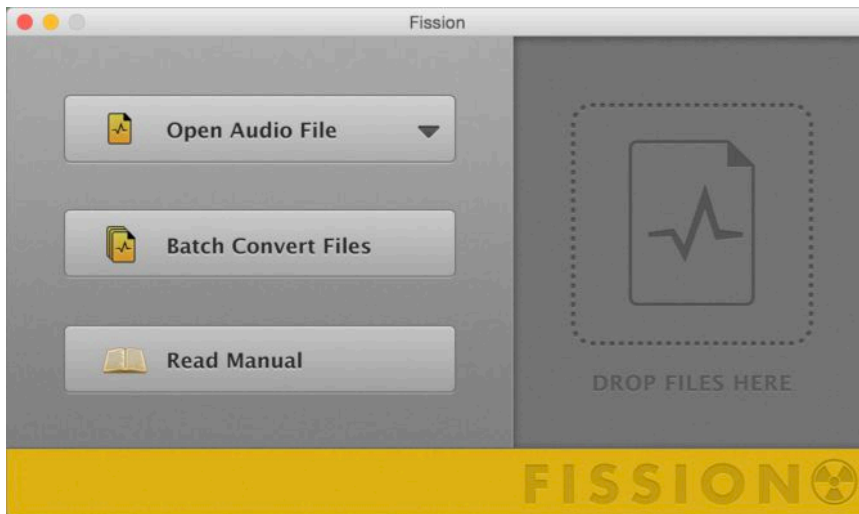 Fission
Open Audio File
Batch Convert Files
Read Manual
DROP FILES HERE
FISSION